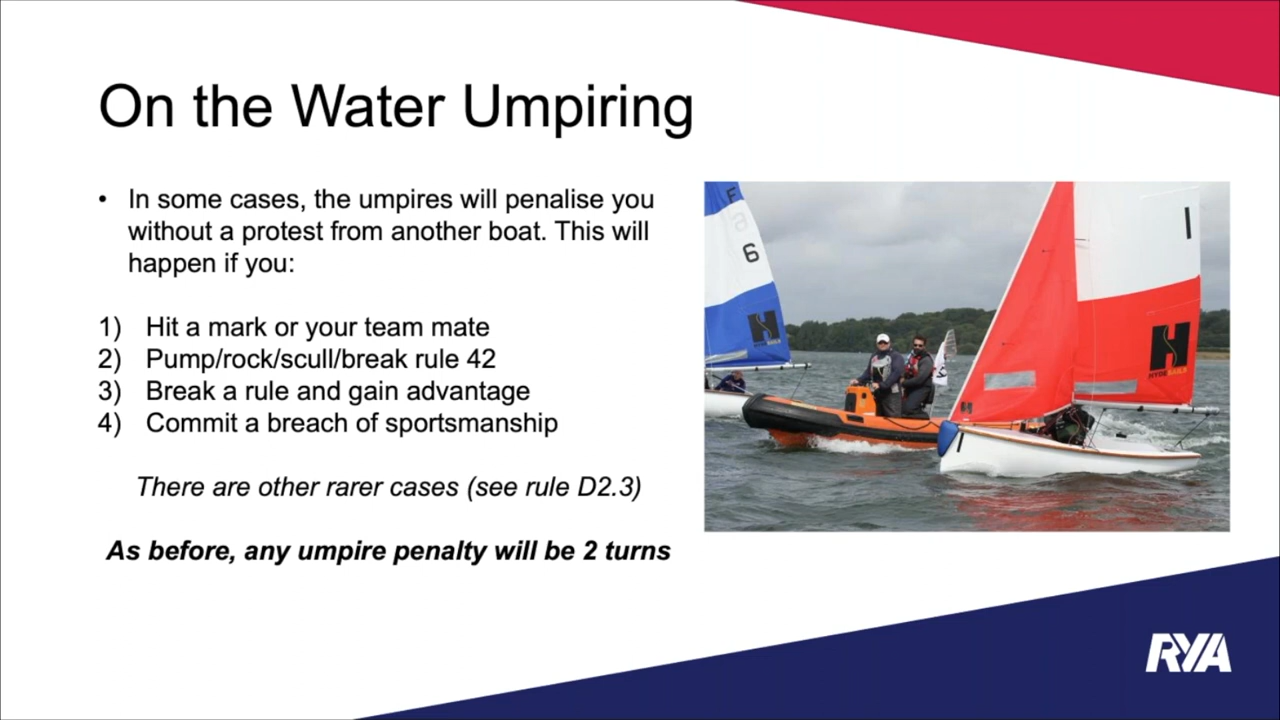 On the Water Umpiring
• In some cases, the umpires will penalise you
without a protest from another boat. This will
happen if you:
1) Hit a mark or your team mate
2) Pump/rock/scull/break rule 42
3) Break a rule and gain advantage
4) Commit a breach of sportsmanship
There are other rarer cases (see rule D2.3)
As before, any umpire penalty will be 2 turns
F
6
H
1
H
HYDE SAILS
RYA